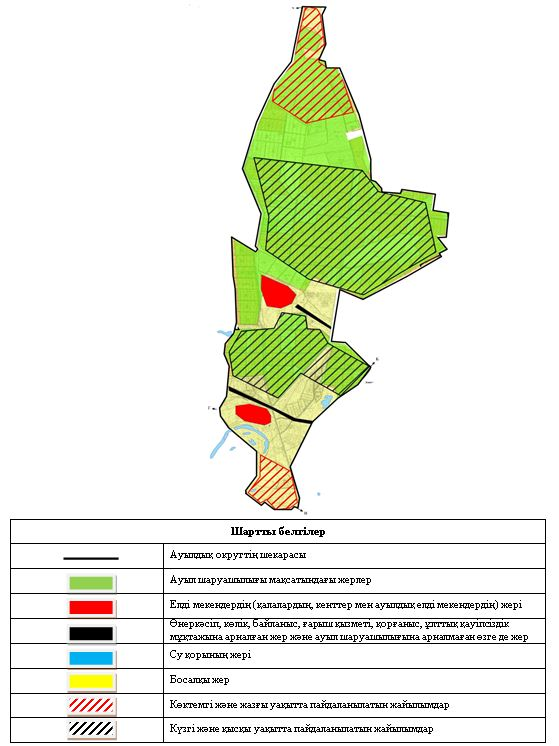 Б
Г
В
Шартты белгілер
Ауылдық округтің шекарасы
Ауыл шаруашылығы мақсатындағы жерлер
Елді мекендердің (қалалардың, кенттер мен ауылдық елді мекендердің) жері
Өнеркәсіп, көлік, байланыс, ғарыш қызметі, қорғаныс, ұлттық қауіпсіздік
мұқтажына арналған жер және ауыл шаруашылығына арналмаған өзге де жер
Су қорының жері
Босалқы жер
Көктемгі және жазғы уақытта пайдаланылатын жайылымдар
Күзгі және қысқы уақытта пайдаланылатын жайылымдар